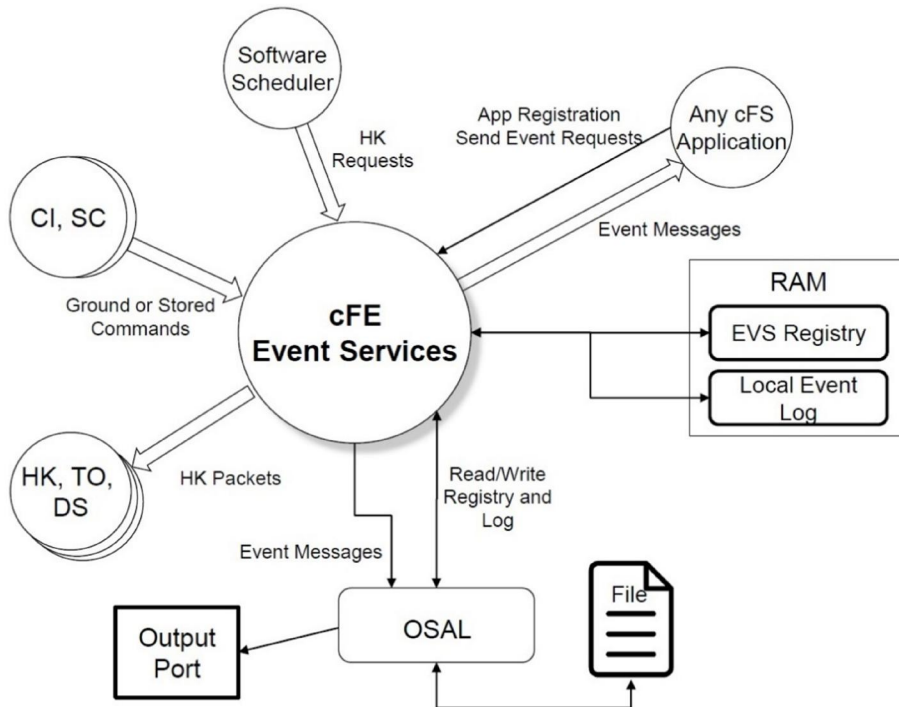 Software
Scheduler
HK
Requests
App Registration
Send Event Requests
Any cFS
Application
CI, SC
Event Messages
Ground or Stored
Commands
cFE
Event Services
RAM
EVS Registry
Local Event
Log
HK, TO,
DS
HK Packets
Read/Write
Registry and
Log
Event Messages
File
Output
Port
OSAL